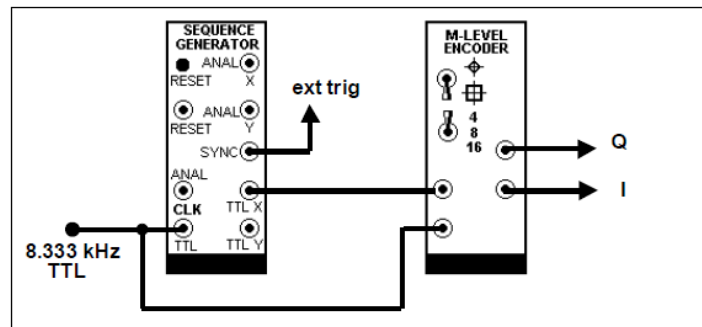 SEQUENCE
GENERATOR
ANAL
RESET
X
ANAL
RESET
Y
SYNC
ANAL
CLK
TTL X
TTL
TTL Y
8.333 kHz
TTL
ext trig
M-LEVEL
ENCODER
4
8
16
Q
I